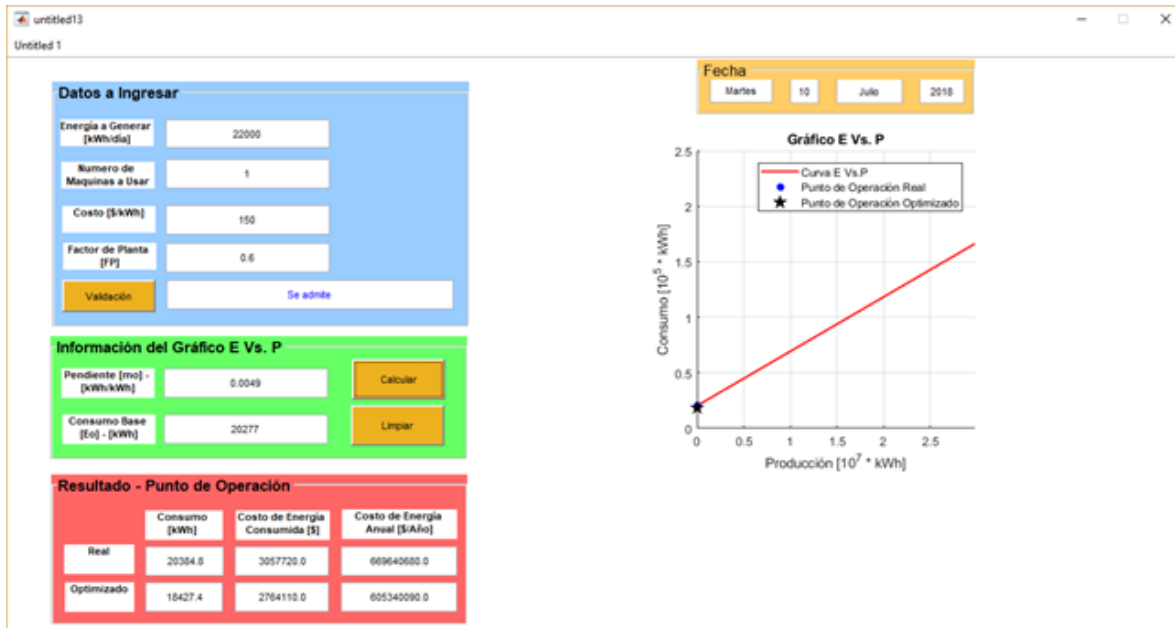 untitled13
Untitled 1
Datos a Ingresar
Energía a Generar
[kWh/día]
22000
Numero de
Maquinas a Usar
1
Costo [$/kWh]
150
Factor de Planta
[FP]
0.6
Validación
Se admite
Información del Gráfico E Vs. P
Pendiente [mo] -
[kWh/kWh]
0.0049
Calcular
Consumo Base
[Eo] - [kWh]
20277
Limpiar
Resultado - Punto de Operación
Consumo
[kWh]
Costo de Energía
Consumida [$]
Costo de Energía
Anual [$/Año]
Real
20384.8
3057720.0
669640680.0
Optimizado
18427.4
2764110.0
605340090.0
Fecha
Martes
10
Julio
2018
Gráfico E Vs. P
Curva E Vs.P
Punto de Operación Real
Punto de Operación Optimizado
2.5
2
1.5
1
0.5
0
Consumo [10^5 * kWh]
0 0.5 1 1.5 2 2.5
Producción [10^7 * kWh]